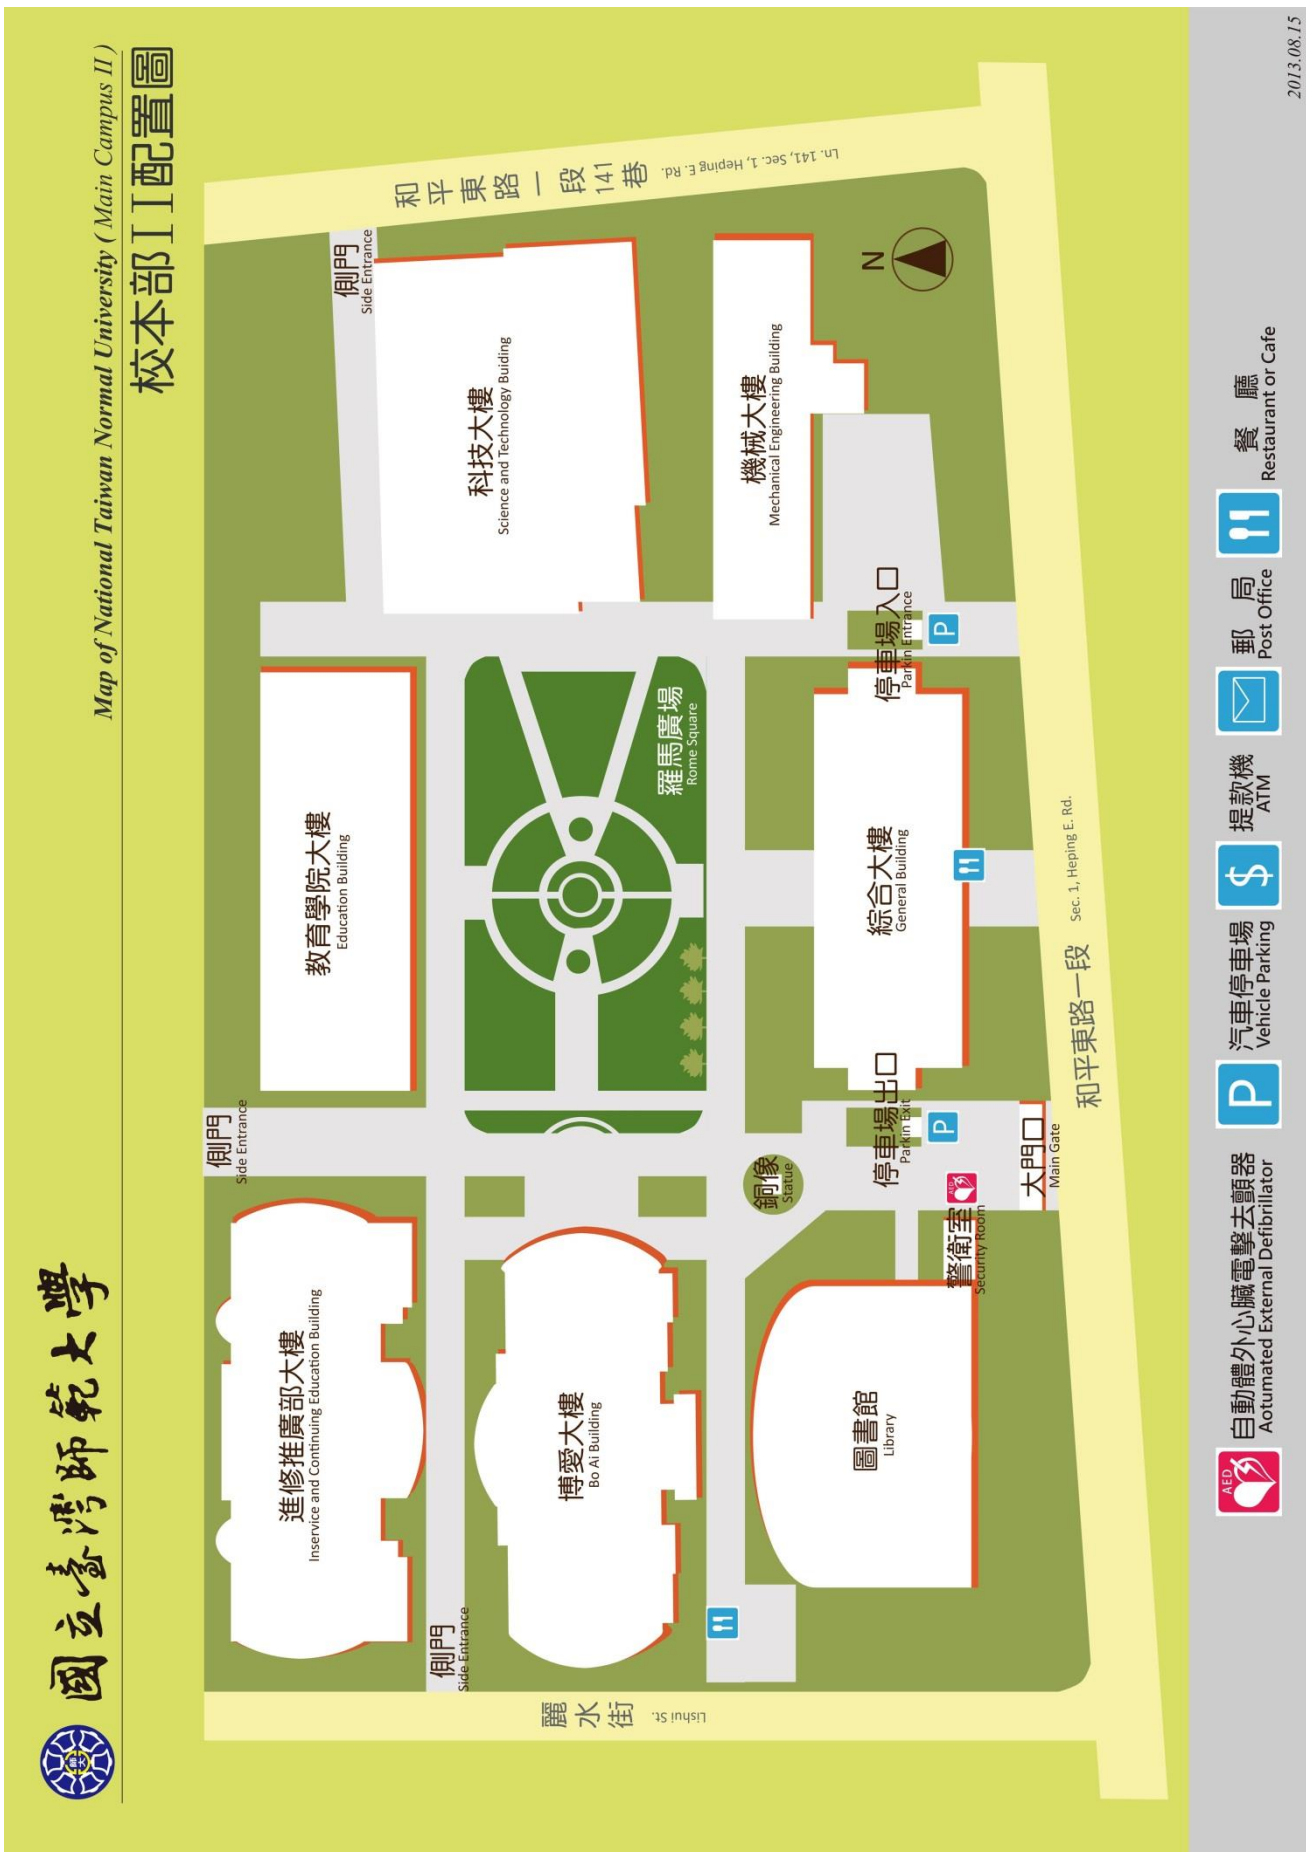 國立臺灣師範大學
Map of National Taiwan Normal University ( Main Campus II )
校本部II配置圖
側門
Side Entrance
和平東路一段141巷
Ln. 141, Sec. 1, Heping E. Rd.
進修推廣部大樓
Inservice and Continuing Education Building
教育學院大樓
Education Building
側門
Side Entrance
科技大樓
Science and Technology Buiding
側門
Side Entrance
麗水街
Lishui St.
博愛大樓
Bo Ai Building
羅馬廣場
Rome Square
機械大樓
Mechanical Engineering Building
N
銅像
Statue
圖書館
Library
停車場出口
Parkin Exit
P
綜合大樓
General Building
停車場入口
Parkin Entrance
P
警衛室
Security Room
AED
大門口
Main Gate
和平東路一段 Sec. 1, Heping E. Rd.
AED
自動體外心臟電擊去顫器
Aotumated External Defibrillator
P
汽車停車場
Vehicle Parking
$
提款機
ATM
郵局
Post Office
餐廳
Restaurant or Cafe
2013.08.15